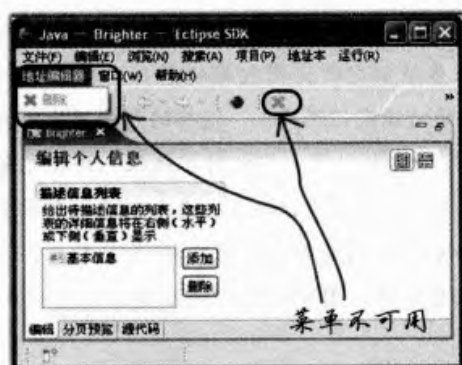 Java — Brighter — Eclipse SDK
文件(F) 编辑(E) 浏览(N) 搜索(A) 项目(P) 地址本 运行(R)
地址编辑器 窗口(W) 帮助(H)
删除
Brighter
编辑个人信息
描述信息列表
给出待描述信息的列表，这些列
表的详细信息将在右侧（水平）
或下侧（垂直）显示
基本信息
添加
删除
菜单不可用
编辑 分页预览 源代码